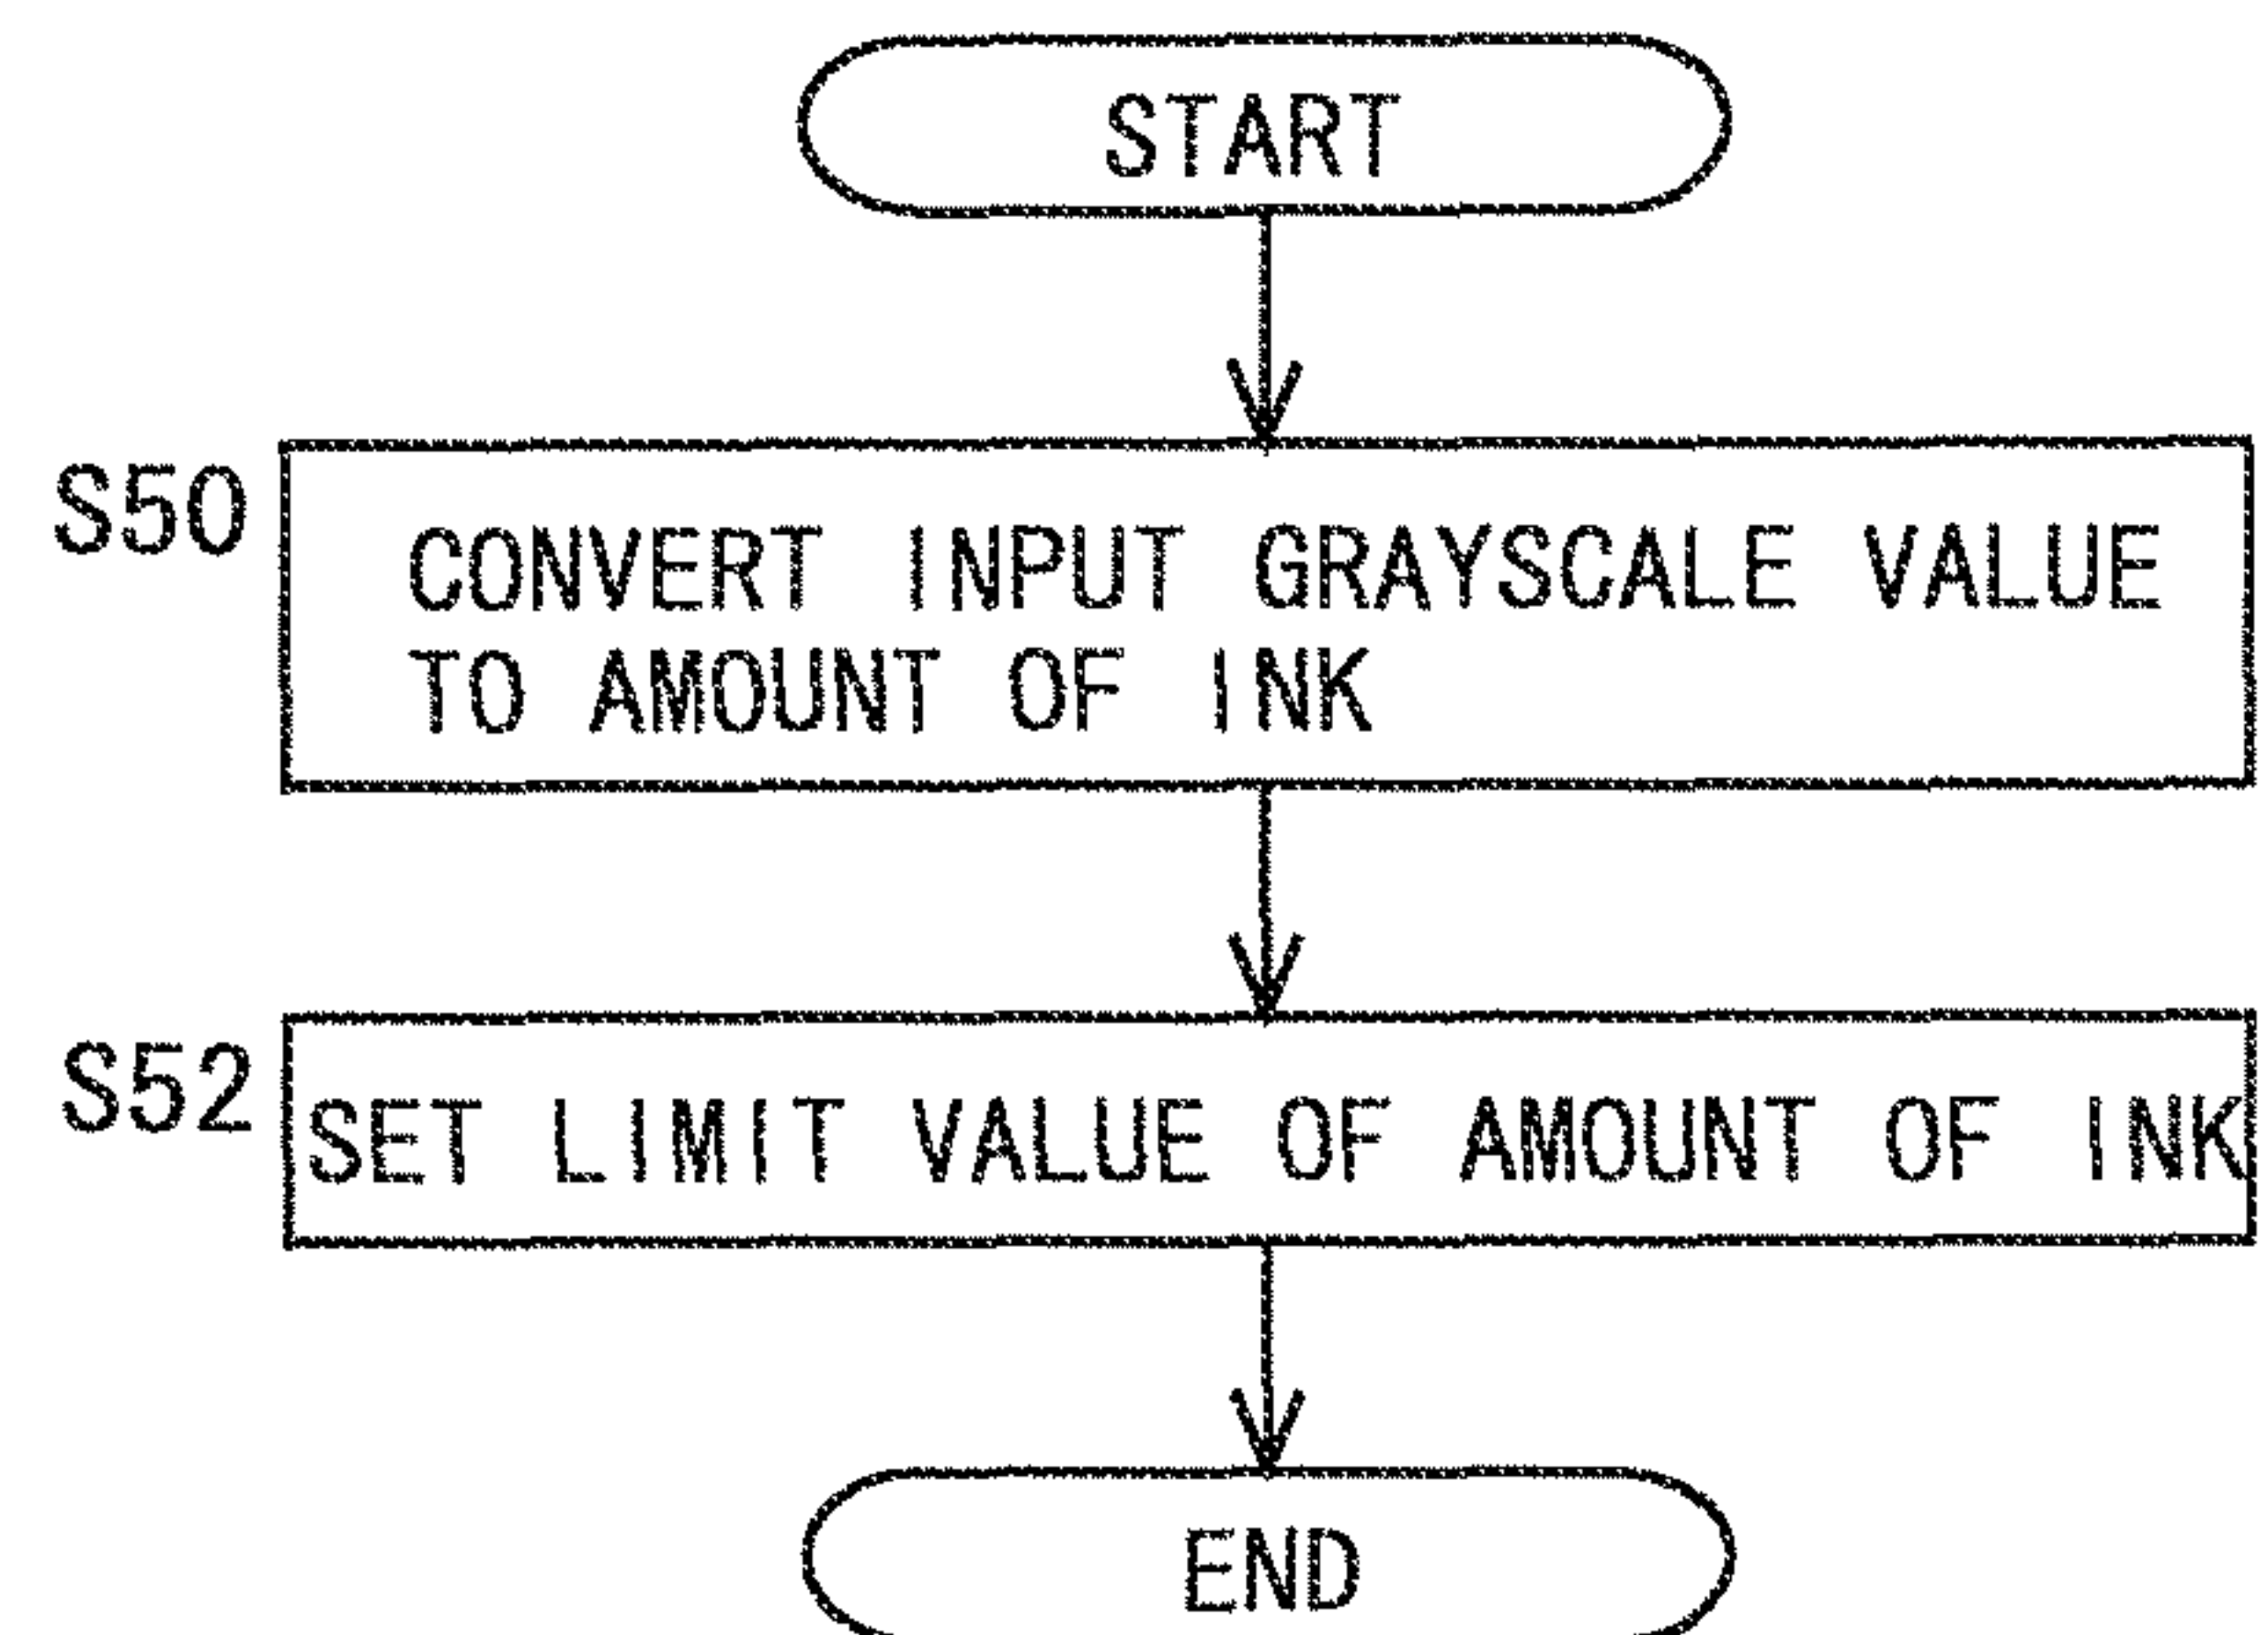 START
S50
CONVERT INPUT GRAYSCALE VALUE
TO AMOUNT OF INK
S52
SET LIMIT VALUE OF AMOUNT OF INK
END